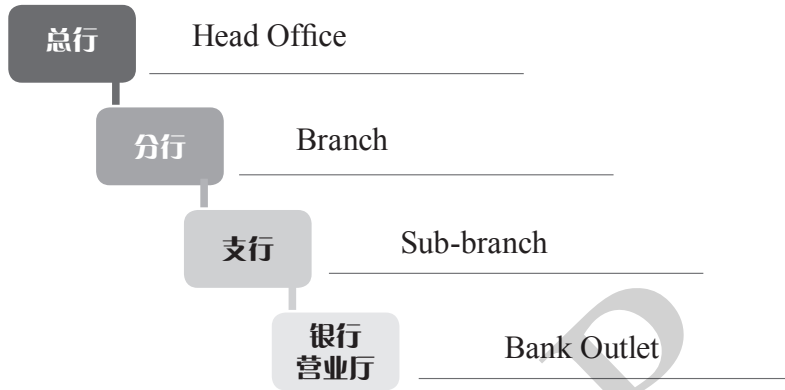 总行
Head Office
分行
Branch
支行
Sub-branch
银行
营业厅
Bank Outlet